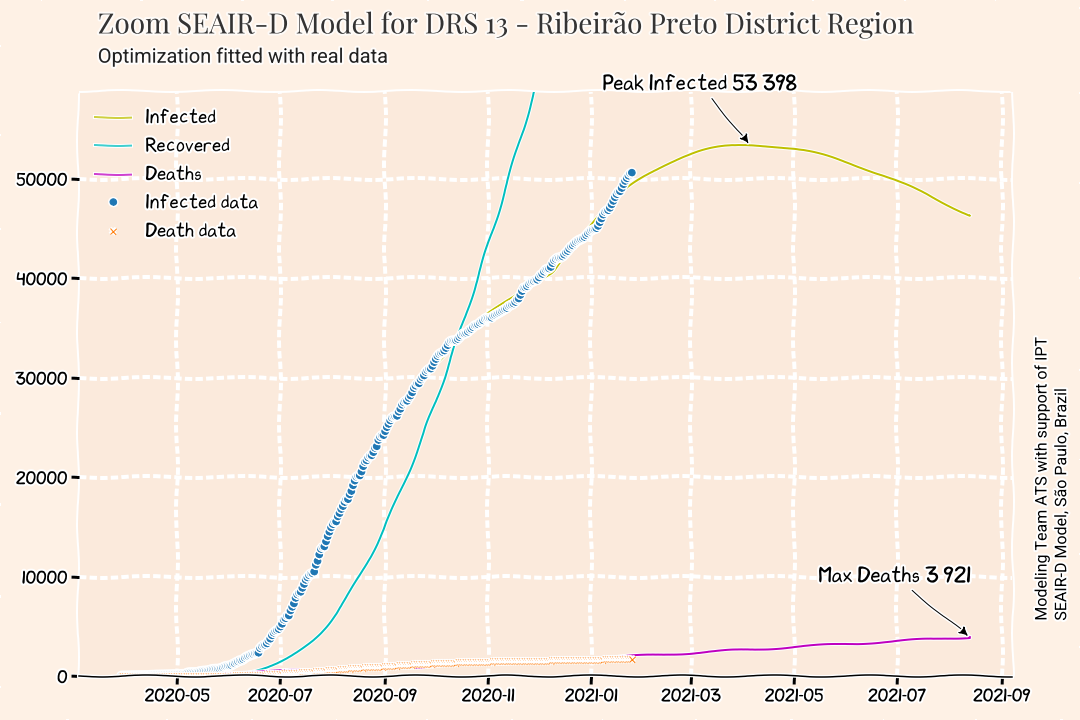 Zoom SEAIR-D Model for DRS 13 - Ribeirão Preto District Region
Optimization fitted with real data
Peak Infected 53 398
Infected
Recovered
Deaths
Infected data
Death data
50000
40000
30000
20000
10000
0
Max Deaths 3 921
2020-05
2020-07
2020-09
2020-11
2021-01
2021-03
2021-05
2021-07
2021-09
Modeling Team ATS with support of IPT
SEAIR-D Model, São Paulo, Brazil